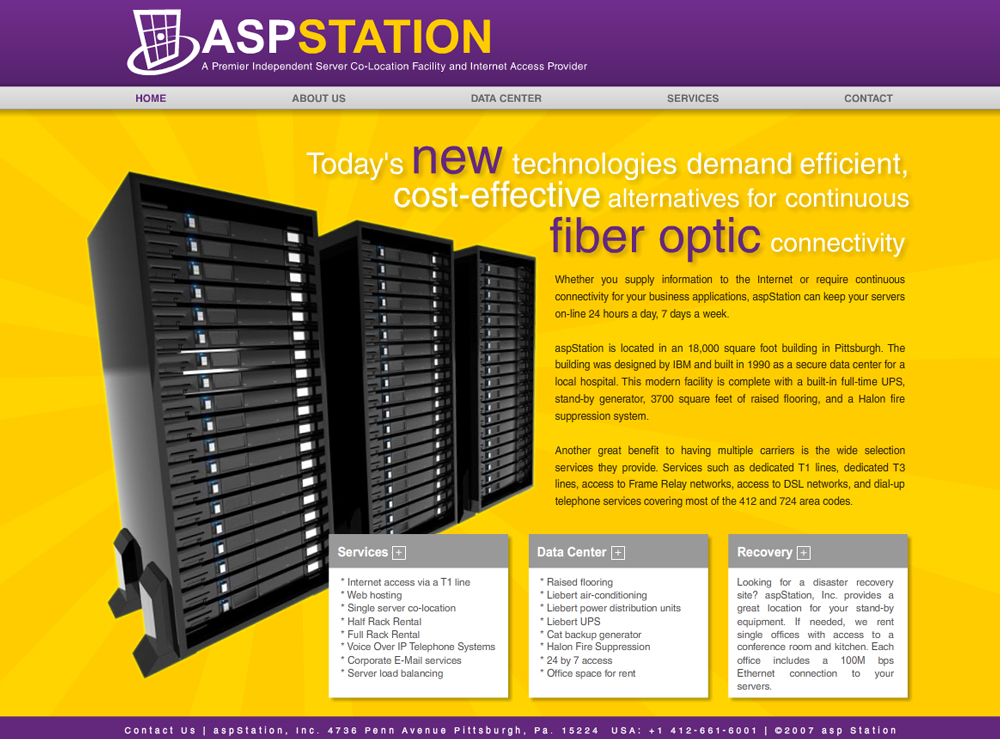 ASPSTATION
A Premier Independent Server Co-Location Facility and Internet Access Provider
HOME ABOUT US DATA CENTER SERVICES CONTACT
Today's new technologies demand efficient,
cost-effective alternatives for continuous
fiber optic connectivity
Whether you supply information to the Internet or require continuous
connectivity for your business applications, aspStation can keep your servers
on-line 24 hours a day, 7 days a week.
aspStation is located in an 18,000 square foot building in Pittsburgh. The
building was designed by IBM and built in 1990 as a secure data center for a
local hospital. This modern facility is complete with a built-in full-time UPS,
stand-by generator, 3700 square feet of raised flooring, and a Halon fire
suppression system.
Another great benefit to having multiple carriers is the wide selection
services they provide. Services such as dedicated T1 lines, dedicated T3
lines, access to Frame Relay networks, access to DSL networks, and dial-up
telephone services covering most of the 412 and 724 area codes.
Services +
* Internet access via a T1 line
* Web hosting
* Single server co-location
* Half Rack Rental
* Full Rack Rental
* Voice Over IP Telephone Systems
* Corporate E-Mail services
* Server load balancing
Data Center +
* Raised flooring
* Liebert air-conditioning
* Liebert power distribution units
* Liebert UPS
* Cat backup generator
* Halon Fire Suppression
* 24 by 7 access
* Office space for rent
Recovery +
Looking for a disaster recovery
site? aspStation, Inc. provides a
great location for your stand-by
equipment. If needed, we rent
single offices with access to a
conference room and kitchen. Each
office includes a 100M bps
Ethernet connection to your
servers.
Contact Us | aspStation, Inc. 4736 Penn Avenue Pittsburgh, Pa. 15224 USA: +1 412-661-6001 | ©2007 asp Station